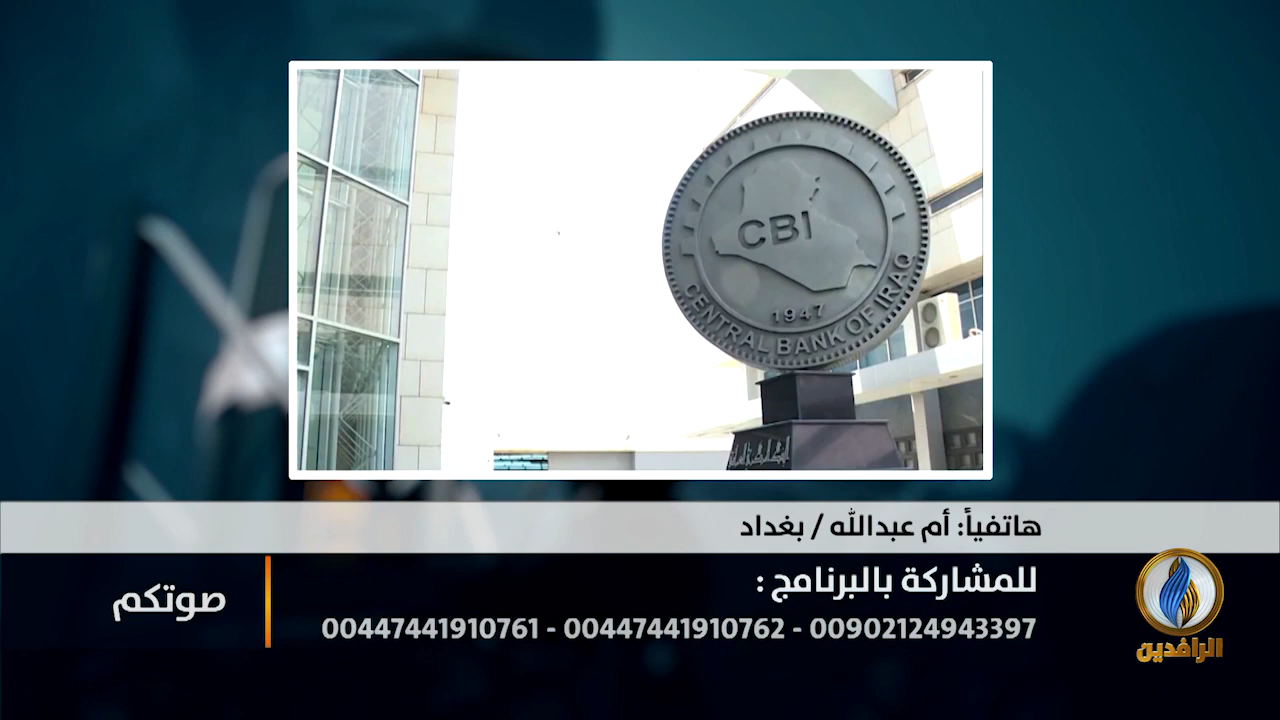 CBI
1947
CENTRAL BANK OF IRAQ
هاتفياً: أم عبدالله / بغداد
للمشاركة بالبرنامج :
00447441910761 - 00447441910762 - 00902124943397
صوتكم
الرافدين